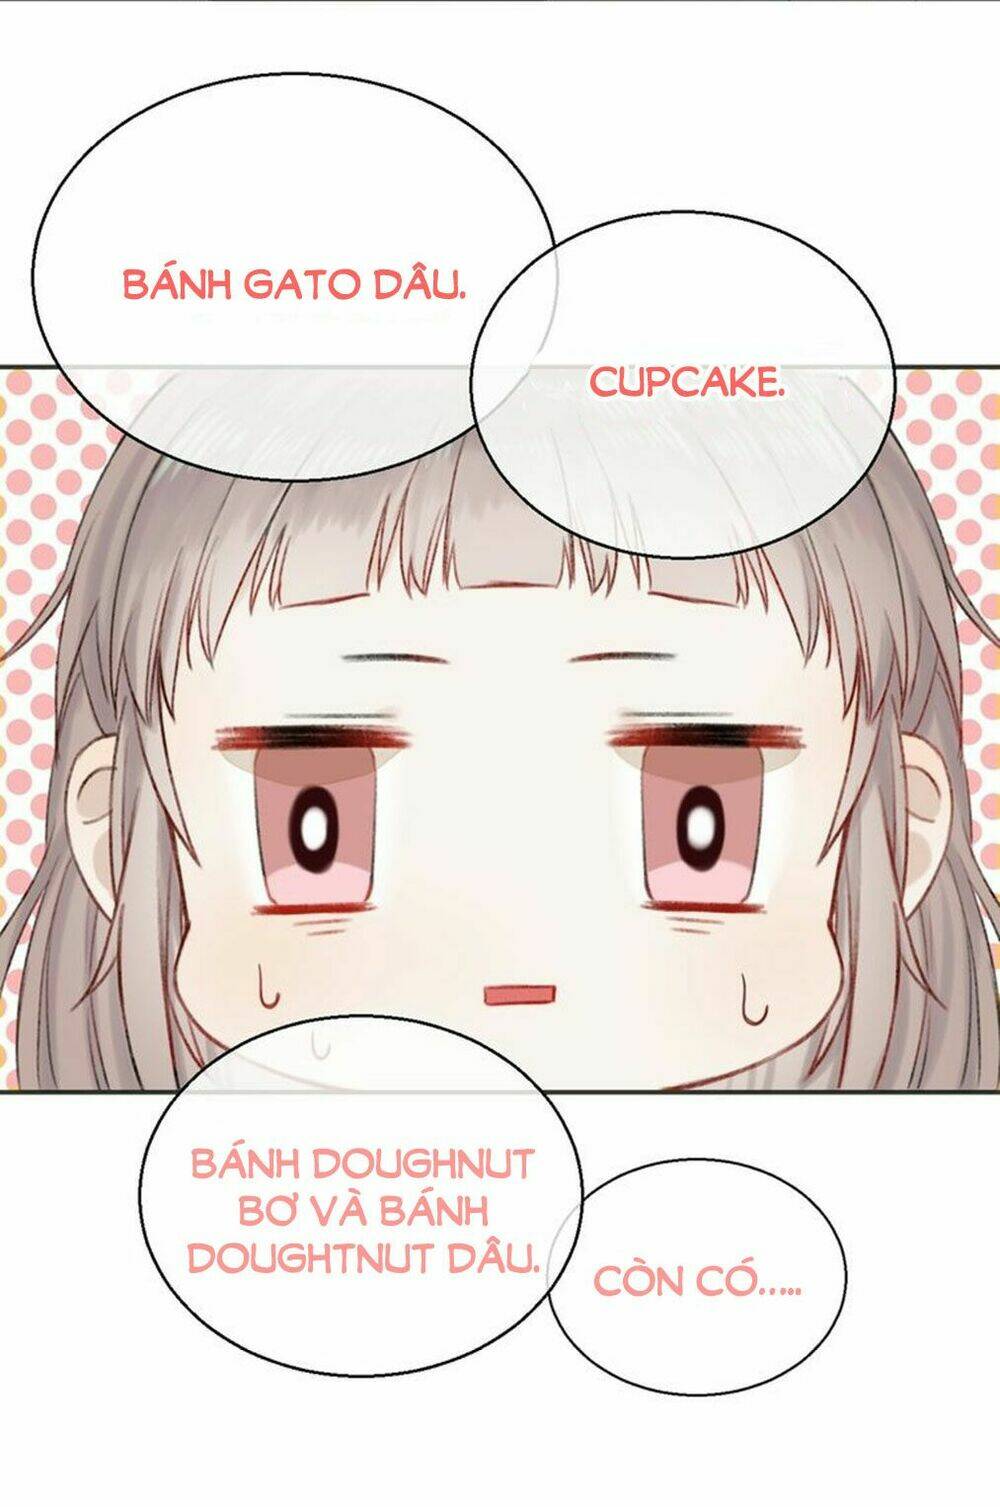 BÁNH GATO DÂU.
CUPCAKE.
BÁNH DOUGHNUT
BƠ VÀ BÁNH
DOUGHTNUT DÂU.
CÒN CÓ.....